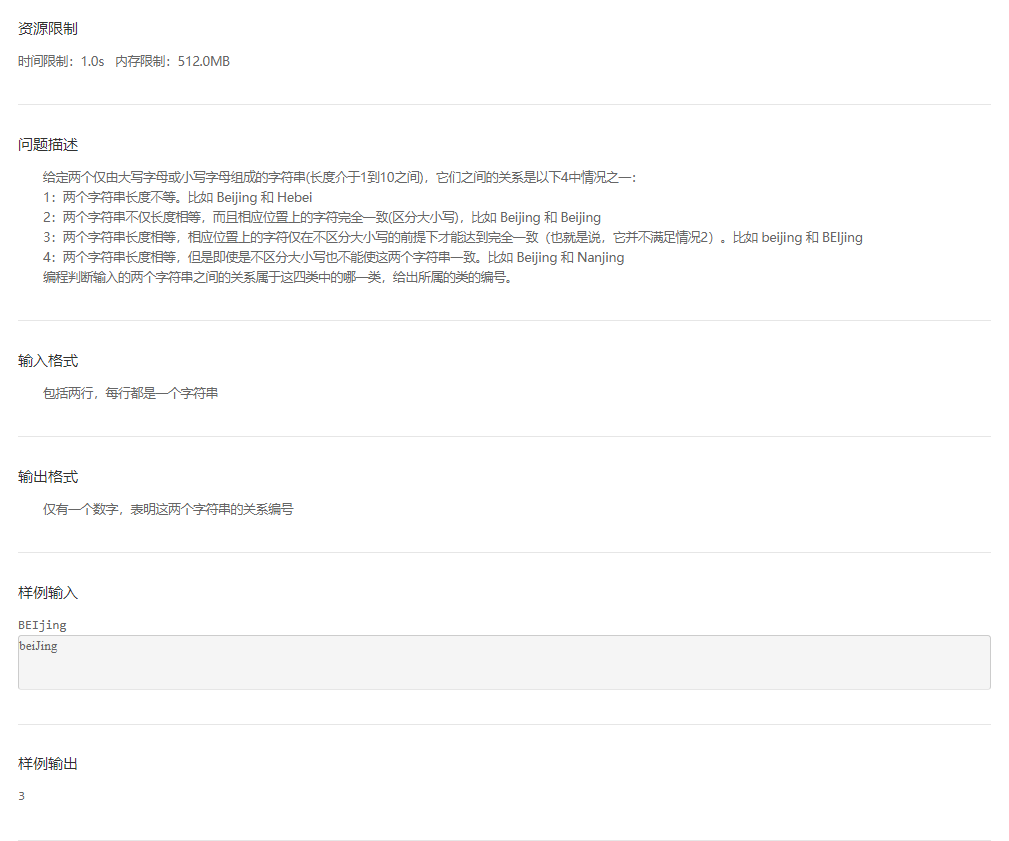 资源限制
时间限制：1.0s 内存限制：512.0MB
问题描述
给定两个仅由大写字母或小写字母组成的字符串(长度介于1到10之间)，它们之间的关系是以下4中情况之一：
1：两个字符串长度不等。比如 Beijing 和 Hebei
2：两个字符串不仅长度相等，而且相应位置上的字符完全一致(区分大小写)，比如 Beijing 和 Beijing
3：两个字符串长度相等，相应位置上的字符仅在不区分大小写的前提下才能达到完全一致（也就是说，它并不满足情况2）。比如 beijing 和 BEIjing
4：两个字符串长度相等，但是即使是不区分大小写也不能使这两个字符串一致。比如 Beijing 和 Nanjing
编程判断输入的两个字符串之间的关系属于这四类中的哪一类，给出所属的类的编号。
输入格式
包括两行，每行都是一个字符串
输出格式
仅有一个数字，表明这两个字符串的关系编号
样例输入
BEIjing
beiJing
样例输出
3